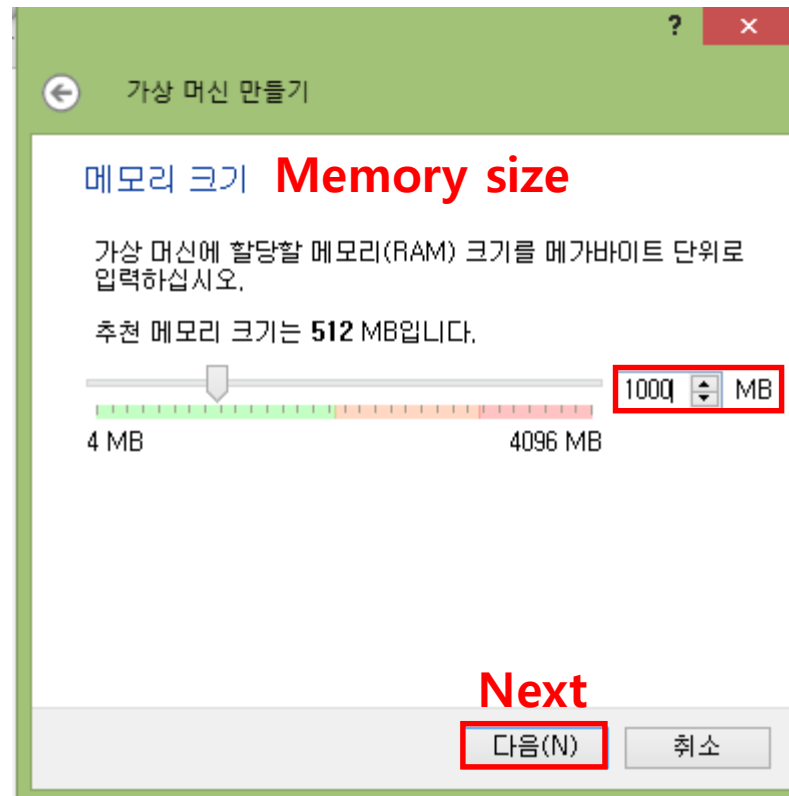 ?
가상 머신 만들기
메모리 크기 Memory size
가상 머신에 할당할 메모리(RAM) 크기를 메가바이트 단위로
입력하십시오.
추천 메모리 크기는 512 MB입니다.
1000 MB
4 MB 4096 MB
Next
다음(N) 취소